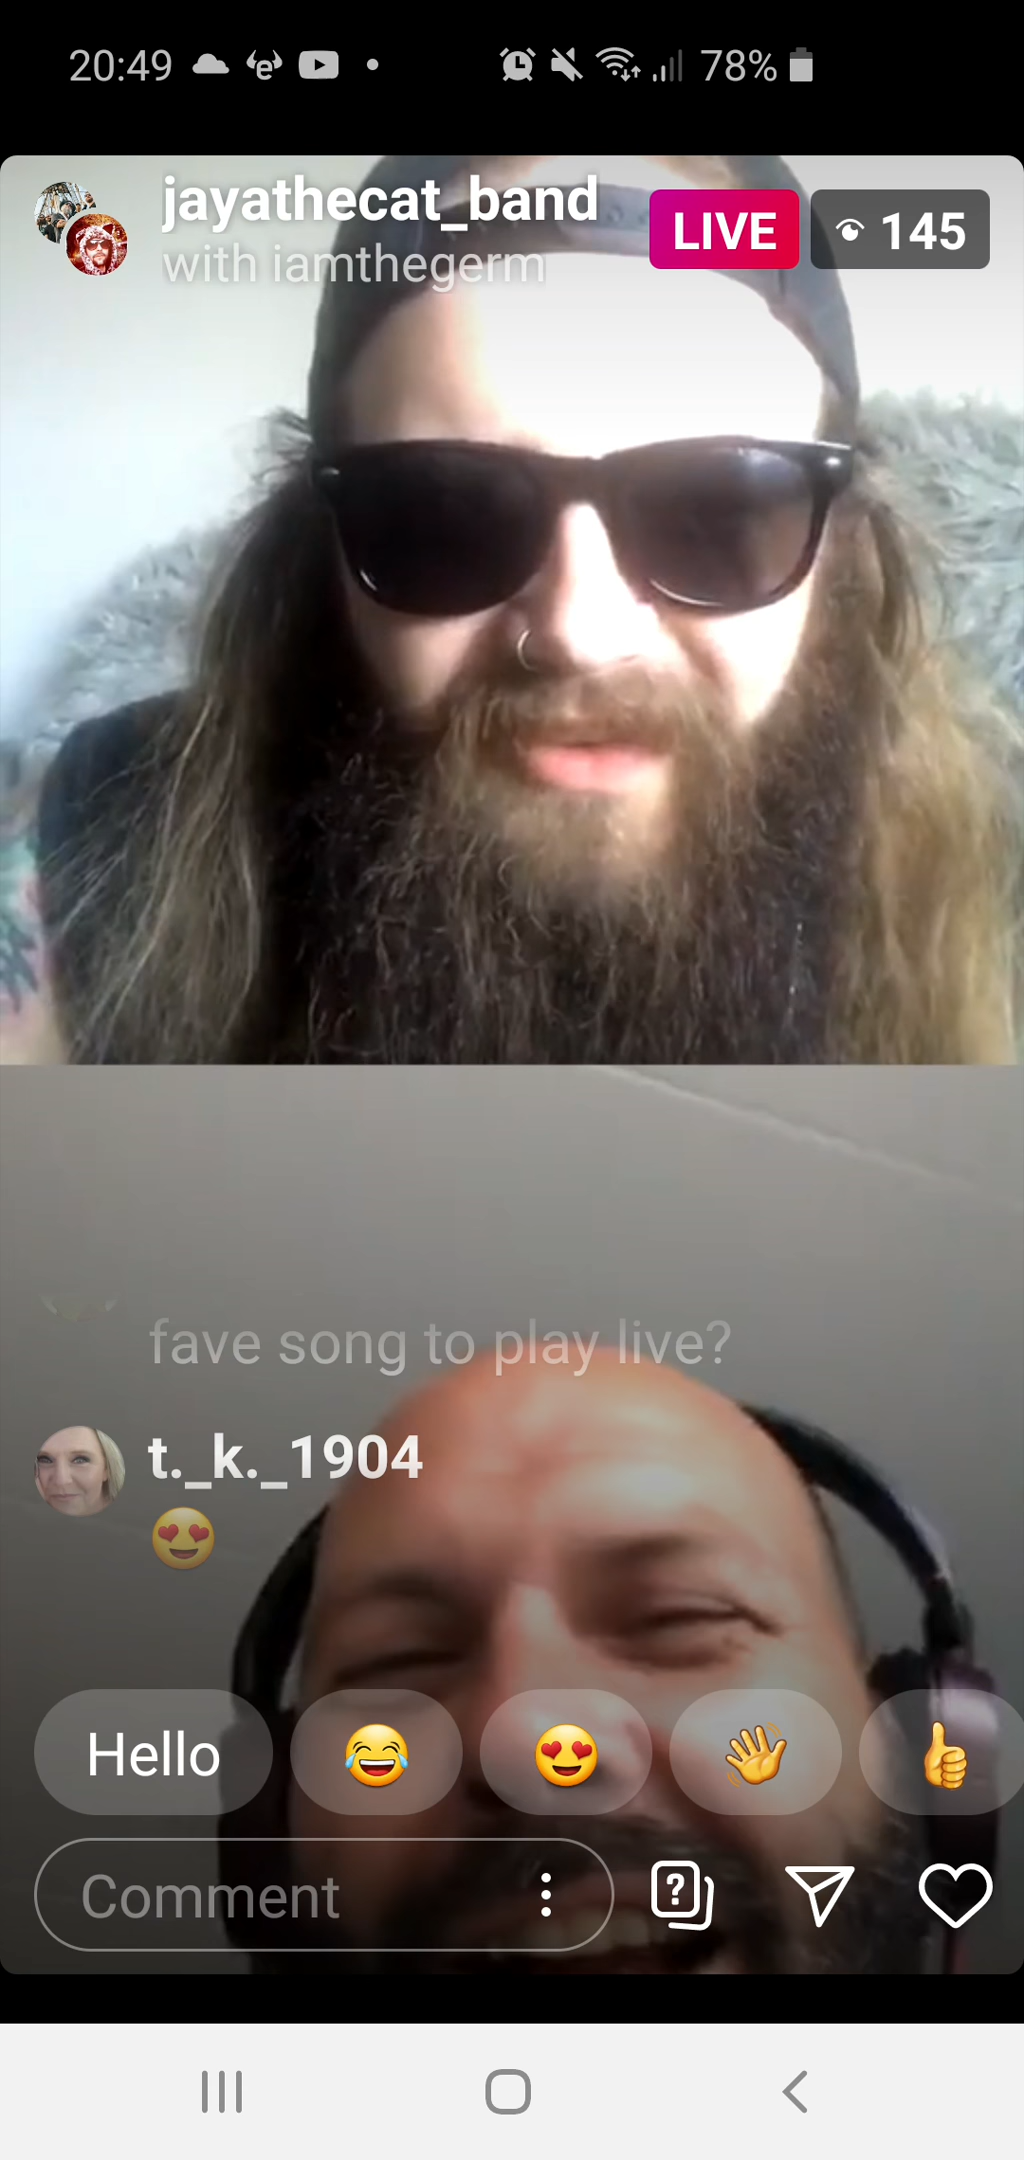 20:49
78%
jayathecat_band
with iamthegerm
LIVE
145
fave song to play live?
t._k._1904
Hello
Comment